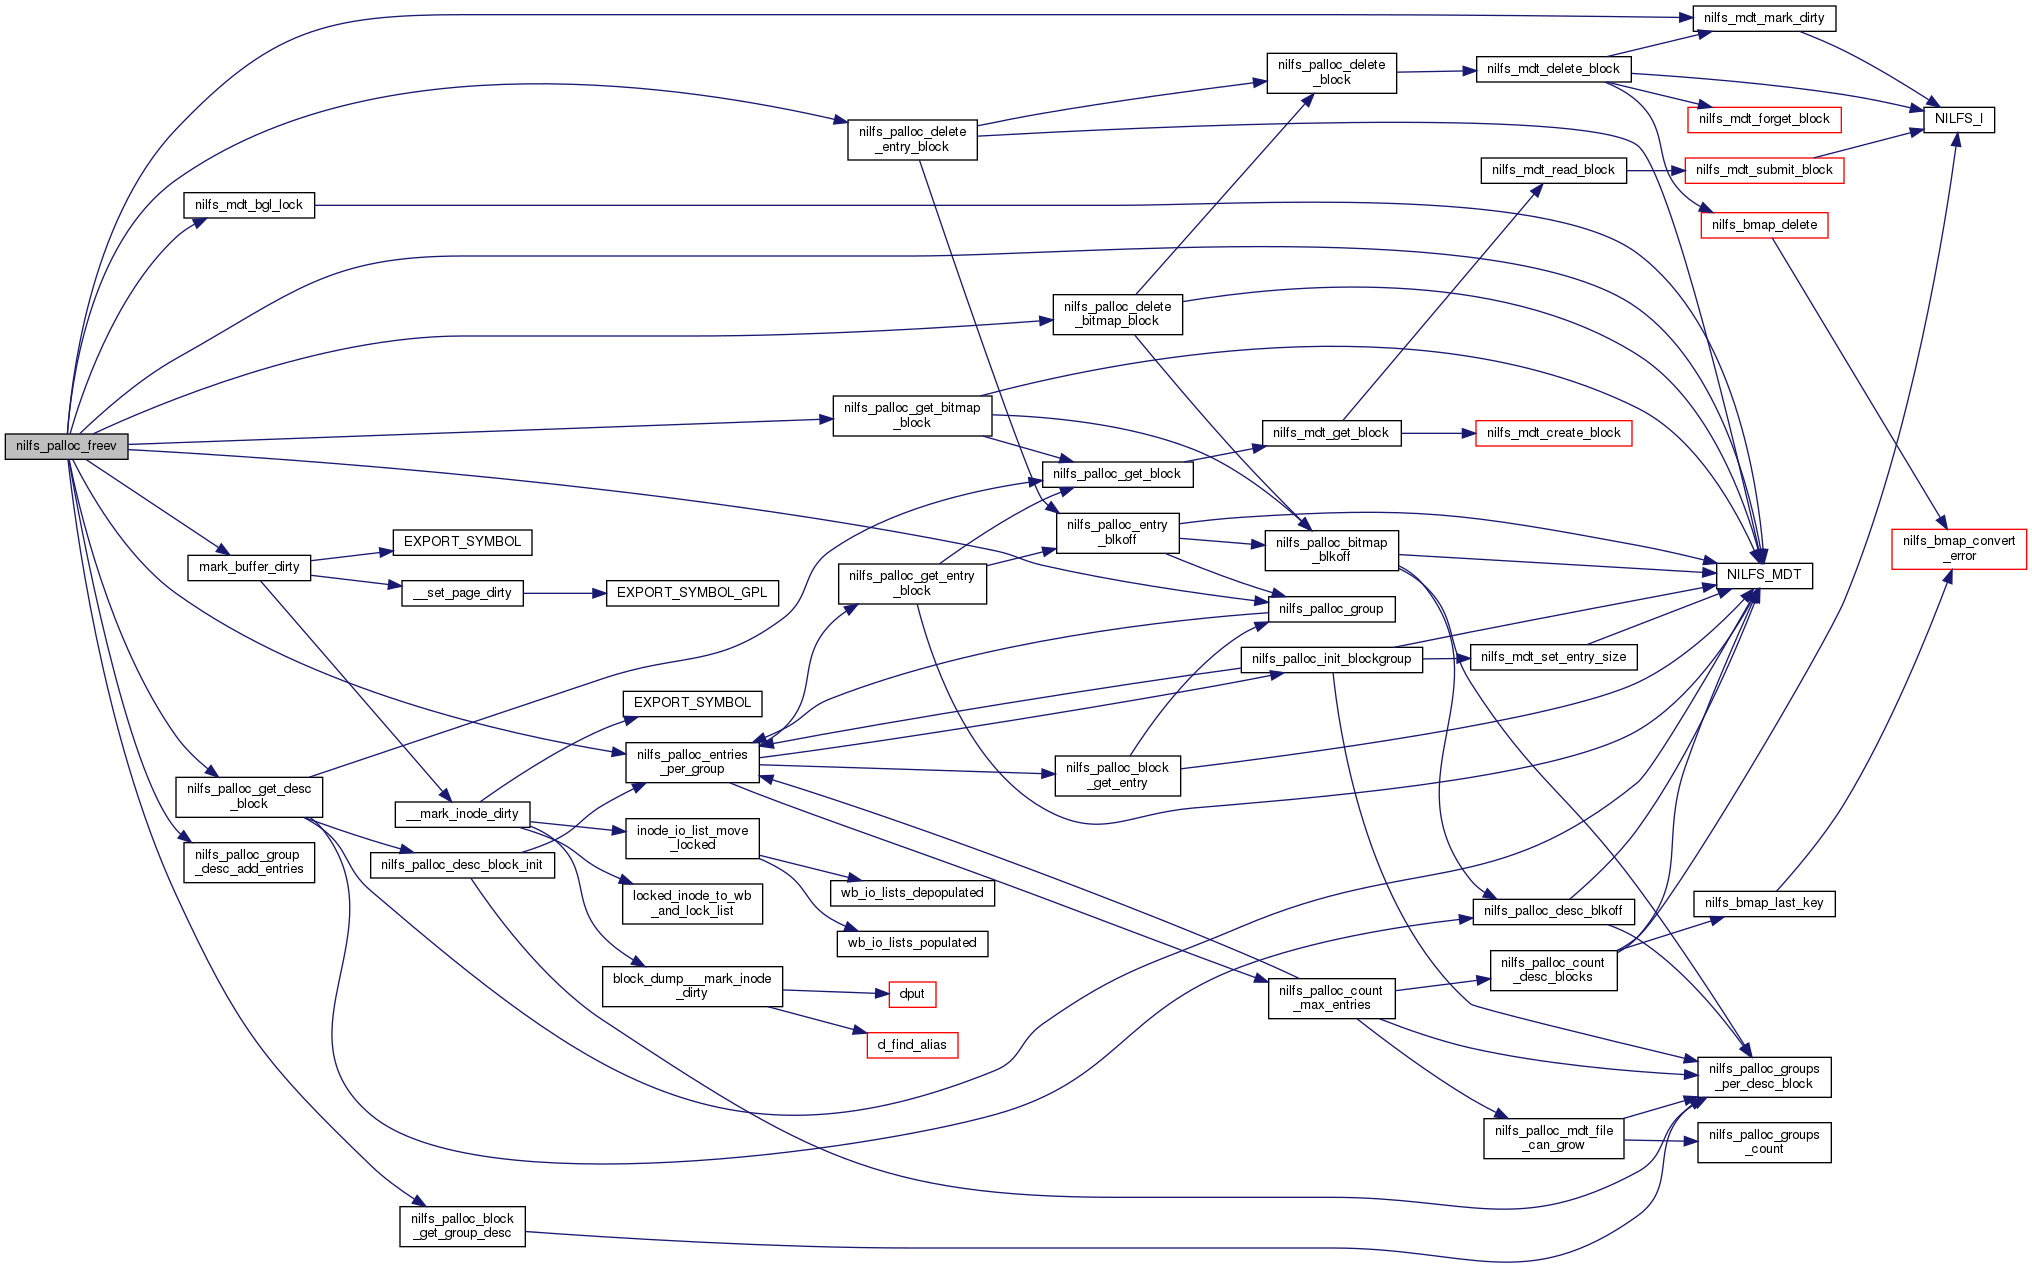 nilfs_mdt_mark_dirty
nilfs_palloc_delete
_block
nilfs_mdt_delete_block
nilfs_mdt_forget_block
NILFS_I
nilfs_palloc_delete
_entry_block
nilfs_mdt_read_block
nilfs_mdt_submit_block
nilfs_mdt_bgl_lock
nilfs_bmap_delete
nilfs_palloc_delete
_bitmap_block
nilfs_palloc_freev
nilfs_palloc_get_bitmap
_block
nilfs_mdt_get_block
nilfs_mdt_create_block
nilfs_palloc_get_block
nilfs_palloc_entry
_blkoff
nilfs_palloc_bitmap
_blkoff
nilfs_bmap_convert
_error
EXPORT_SYMBOL
mark_buffer_dirty
NILFS_MDT
__set_page_dirty
EXPORT_SYMBOL_GPL
nilfs_palloc_get_entry
_block
nilfs_palloc_group
nilfs_palloc_init_blockgroup
nilfs_mdt_set_entry_size
EXPORT_SYMBOL
nilfs_palloc_entries
_per_group
nilfs_palloc_block
_get_entry
nilfs_palloc_get_desc
_block
__mark_inode_dirty
inode_io_list_move
_locked
nilfs_palloc_group
_desc_add_entries
nilfs_palloc_desc_block_init
wb_io_lists_depopulated
locked_inode_to_wb
_and_lock_list
nilfs_bmap_last_key
nilfs_palloc_desc_blkoff
wb_io_lists_populated
nilfs_palloc_count
_desc_blocks
block_dump___mark_inode
_dirty
dput
nilfs_palloc_count
_max_entries
d_find_alias
nilfs_palloc_groups
_per_desc_block
nilfs_palloc_mdt_file
_can_grow
nilfs_palloc_groups
_count
nilfs_palloc_block
_get_group_desc